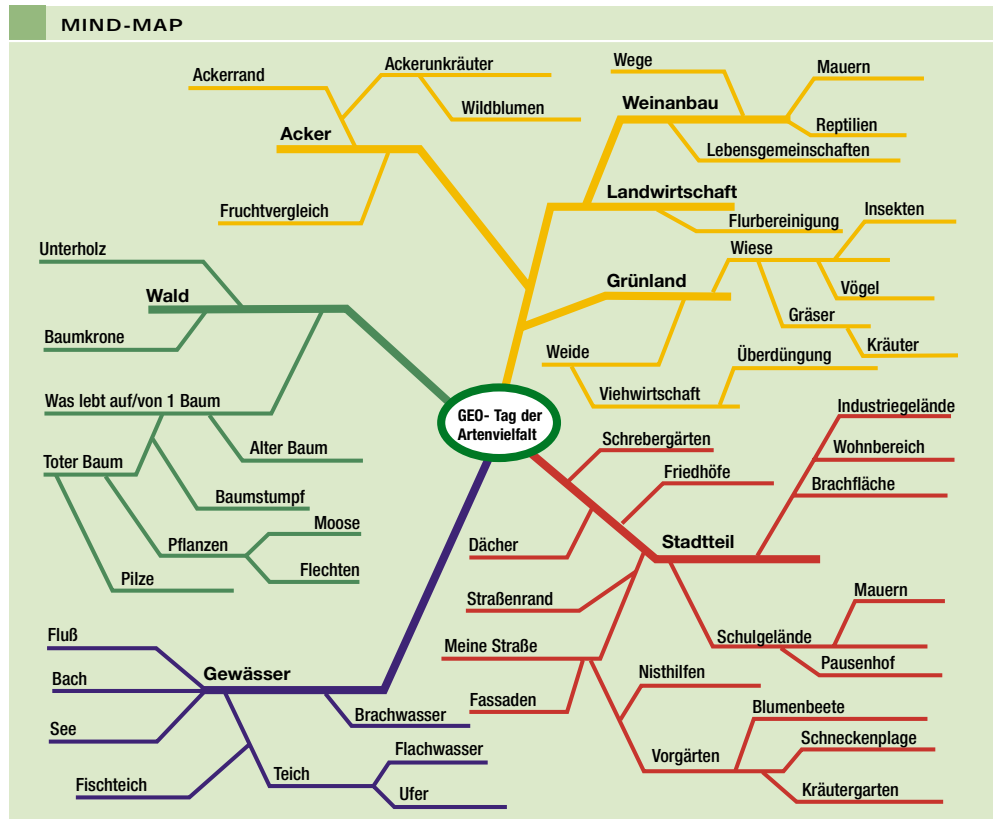 MIND-MAP
Ackerrand
Ackerunkräuter
Wildblumen
Acker
Fruchtvergleich
Wege
Mauern
Weinanbau
Reptilien
Lebensgemeinschaften
Landwirtschaft
Flurbereinigung
Insekten
Wiese
Grünland
Vögel
Gräser
Kräuter
Weide
Überdüngung
Viehwirtschaft
Unterholz
Wald
Baumkrone
Was lebt auf/von 1 Baum
Alter Baum
Toter Baum
Baumstumpf
Pflanzen
Moose
Flechten
Pilze
GEO- Tag der
Artenvielfalt
Schrebergärten
Friedhöfe
Industriegelände
Wohnbereich
Brachfläche
Stadtteil
Dächer
Straßenrand
Meine Straße
Fassaden
Schulgelände
Mauern
Pausenhof
Nisthilfen
Blumenbeete
Vorgärten
Schneckenplage
Kräutergarten
Fluß
Gewässer
Bach
Brachwasser
See
Fischteich
Teich
Flachwasser
Ufer